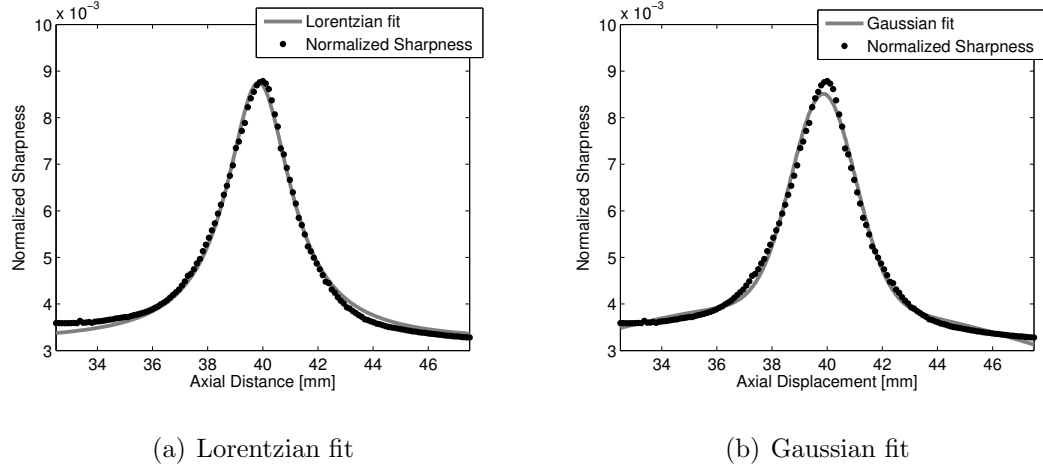 x 10⁻³
Lorentzian fit
Normalized Sharpness
10
9
8
7
6
5
4
3
Normalized Sharpness
34 36 38 40 42 44 46
Axial Distance [mm]
(a) Lorentzian fit
x 10⁻³
Gaussian fit
Normalized Sharpness
10
9
8
7
6
5
4
3
Normalized Sharpness
34 36 38 40 42 44 46
Axial Displacement [mm]
(b) Gaussian fit